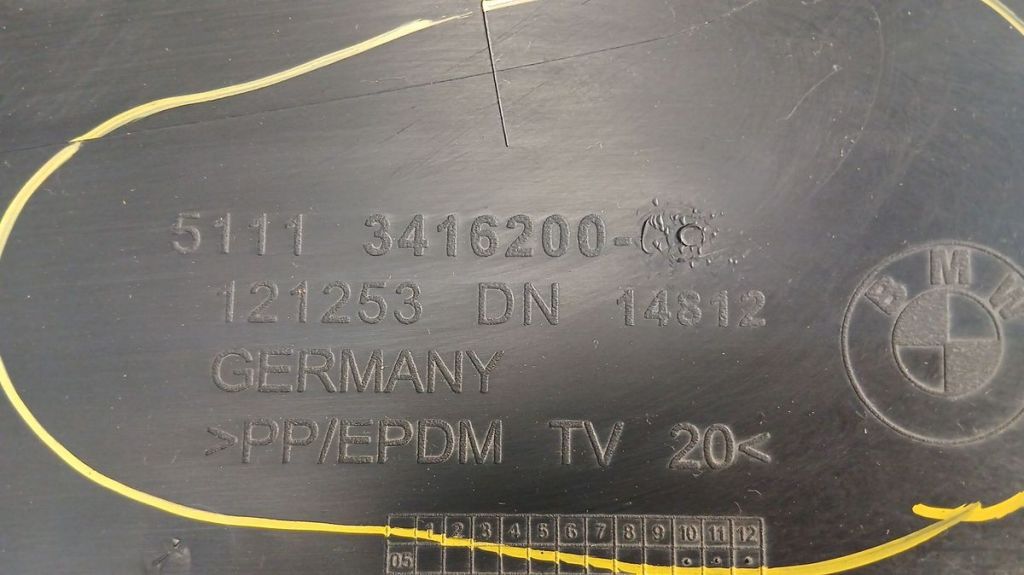 5111 3416200-
121253 DN 14812
GERMANY
>PP/EPDM TV 20<
BMW
1 2 3 4 5 6 7 8 9 10 11 12
05